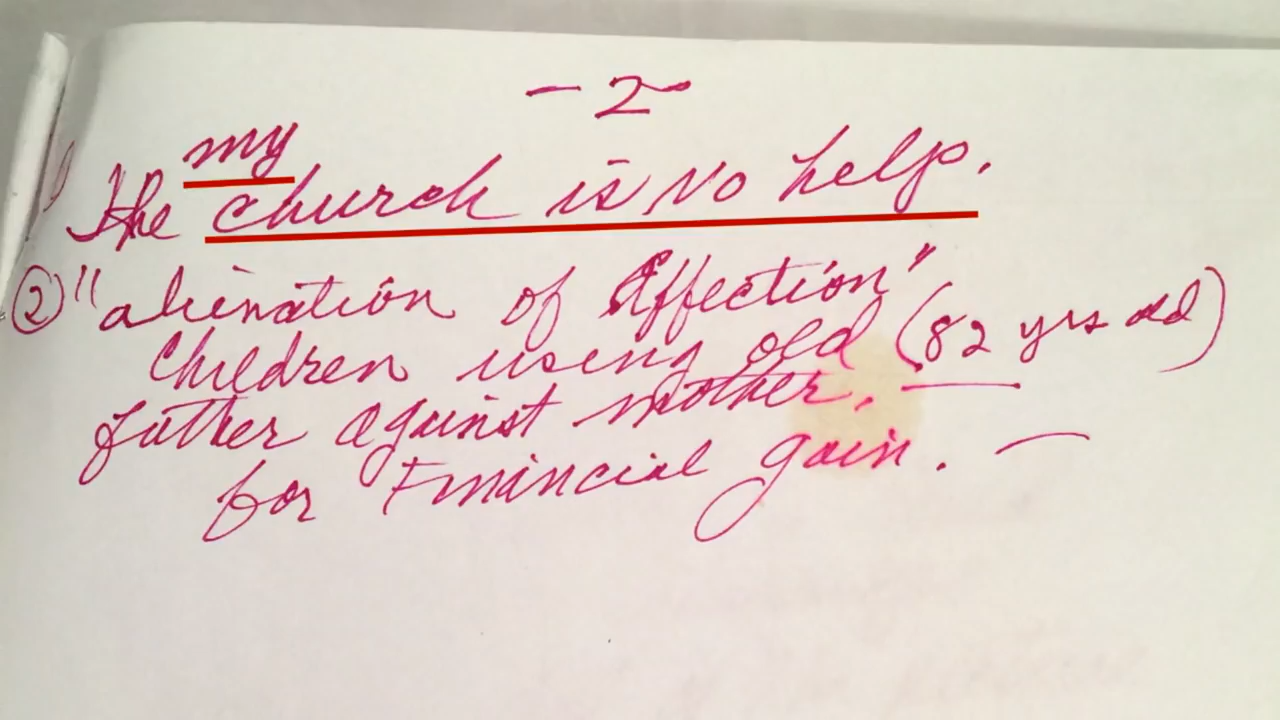 - 2 -
my
The church is No help.
② "alienation of Affection"
Children using old (82 yrs old)
father against mother.
for Financial gain. —